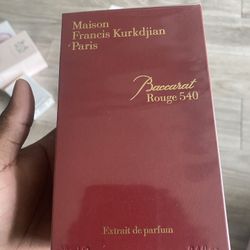 Maison
Francis Kurkdjian
Paris
Baccarat
Rouge 540
Extrait de parfum